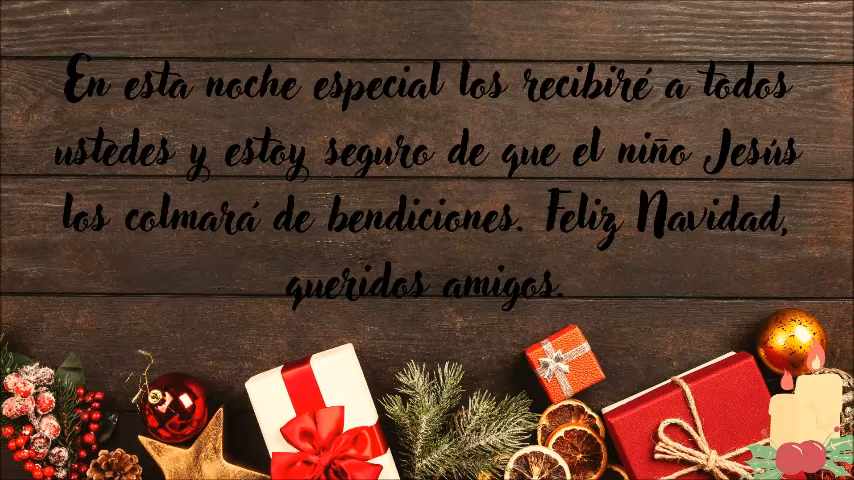 En esta noche especial los recibiré a todos
ustedes y estoy seguro de que el niño Jesús
los colmará de bendiciones. Feliz Navidad,
queridos amigos.